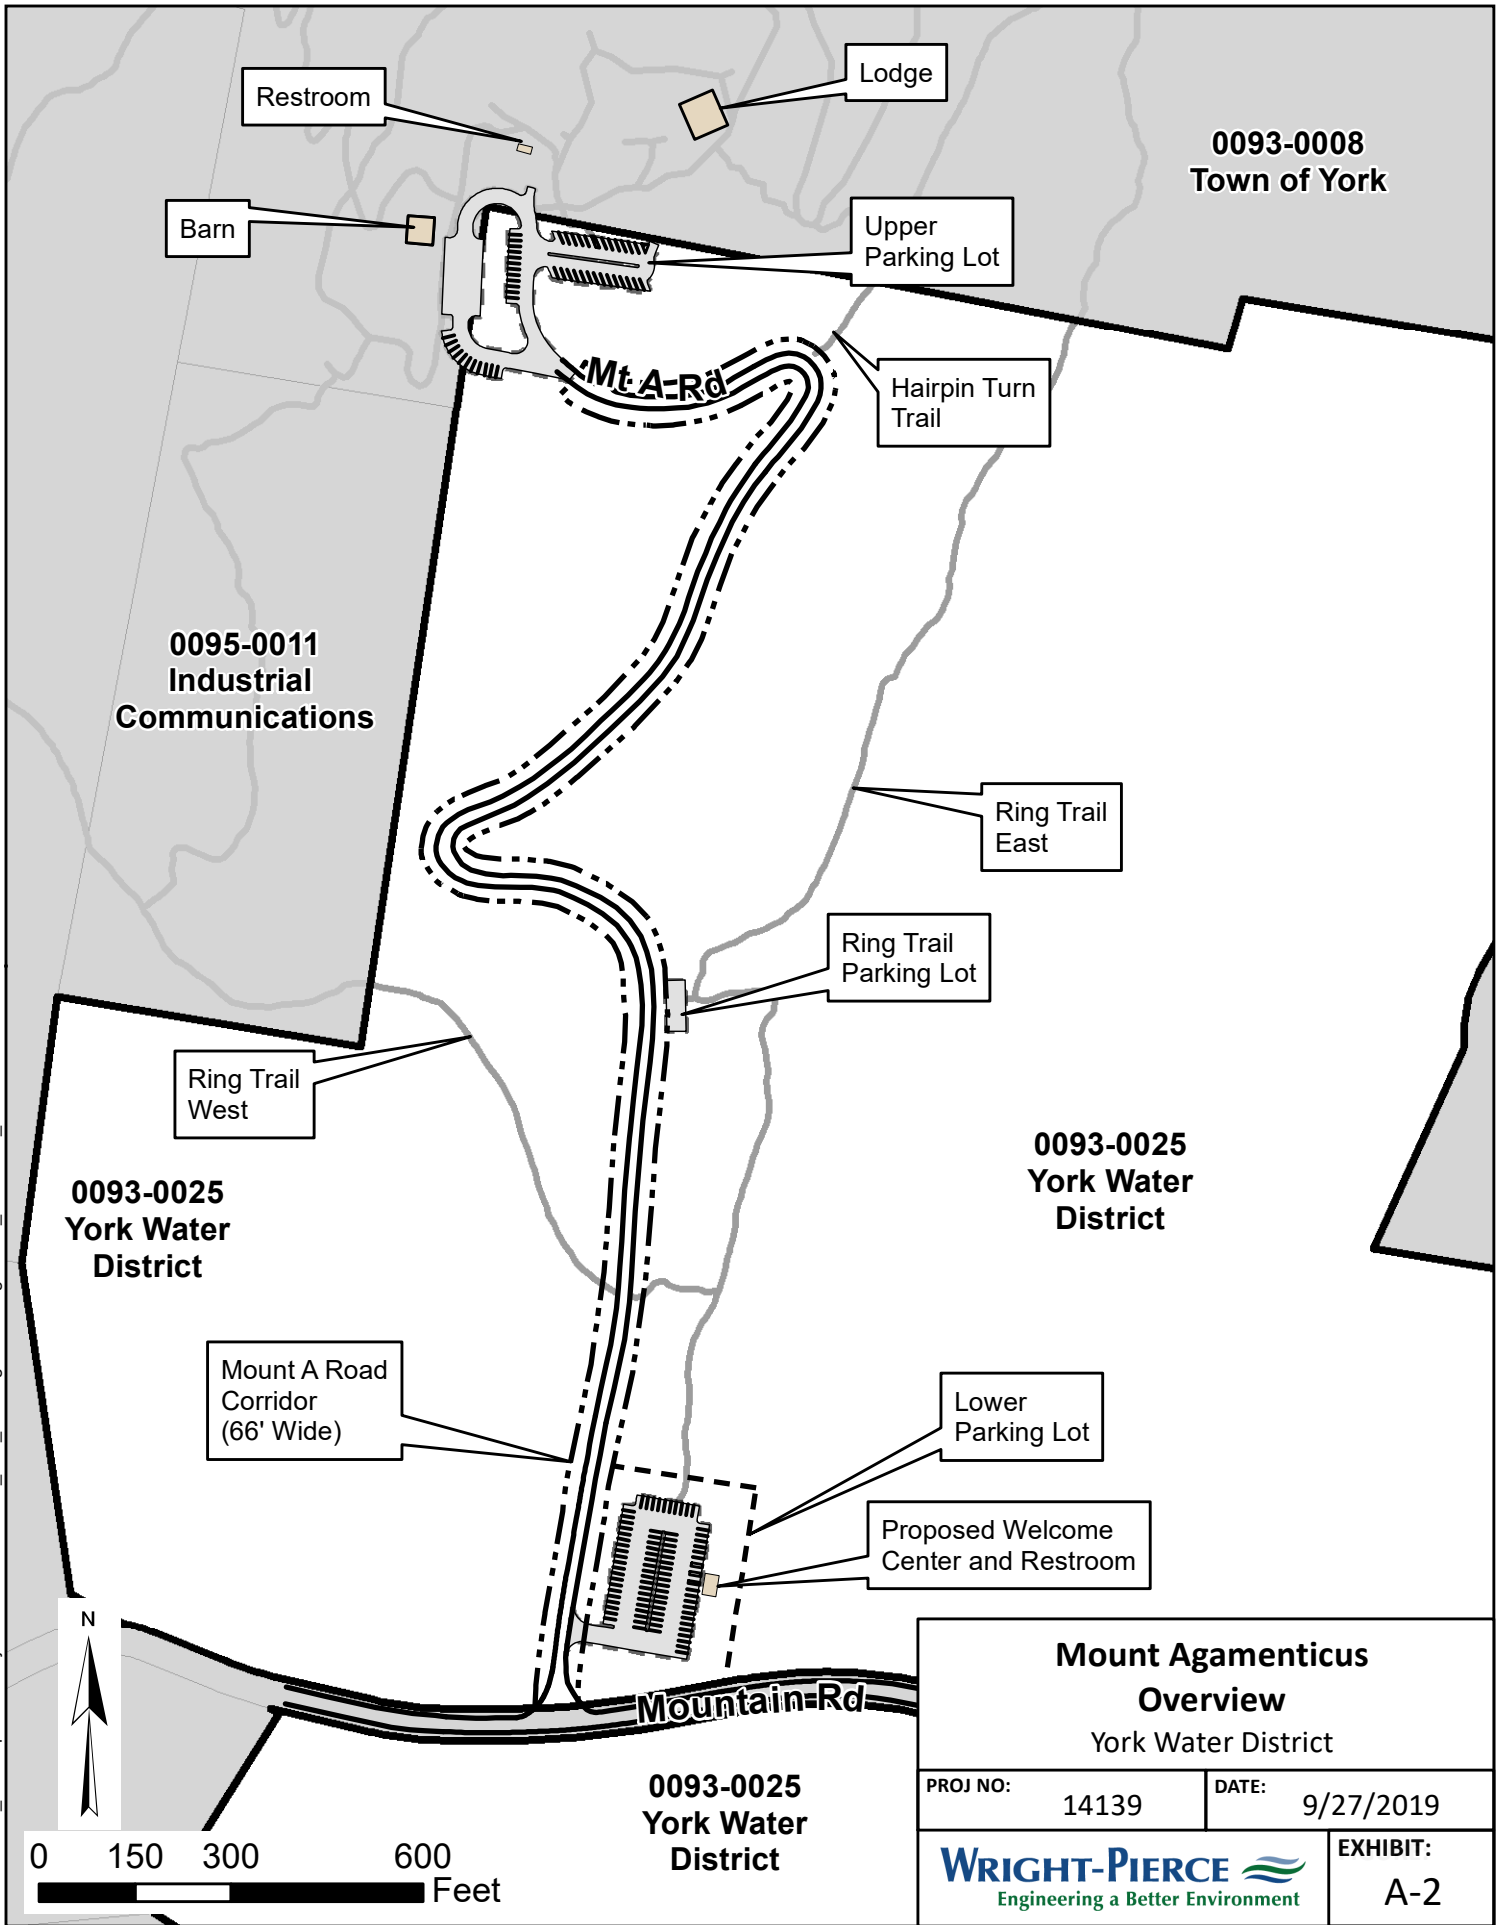 Lodge
Restroom
0093-0008
Town of York
Barn
Upper
Parking Lot
Mt A Rd
Hairpin Turn
Trail
0095-0011
Industrial
Communications
Ring Trail
East
Ring Trail
Parking Lot
Ring Trail
West
0093-0025
York Water
District
0093-0025
York Water
District
Mount A Road
Corridor
(66' Wide)
Lower
Parking Lot
Proposed Welcome
Center and Restroom
N
Mountain Rd
0093-0025
York Water
District
0 150 300 600
Feet
Mount Agamenticus
Overview
York Water District
PROJ NO: 14139
DATE: 9/27/2019
WRIGHT-PIERCE
Engineering a Better Environment
EXHIBIT:
A-2